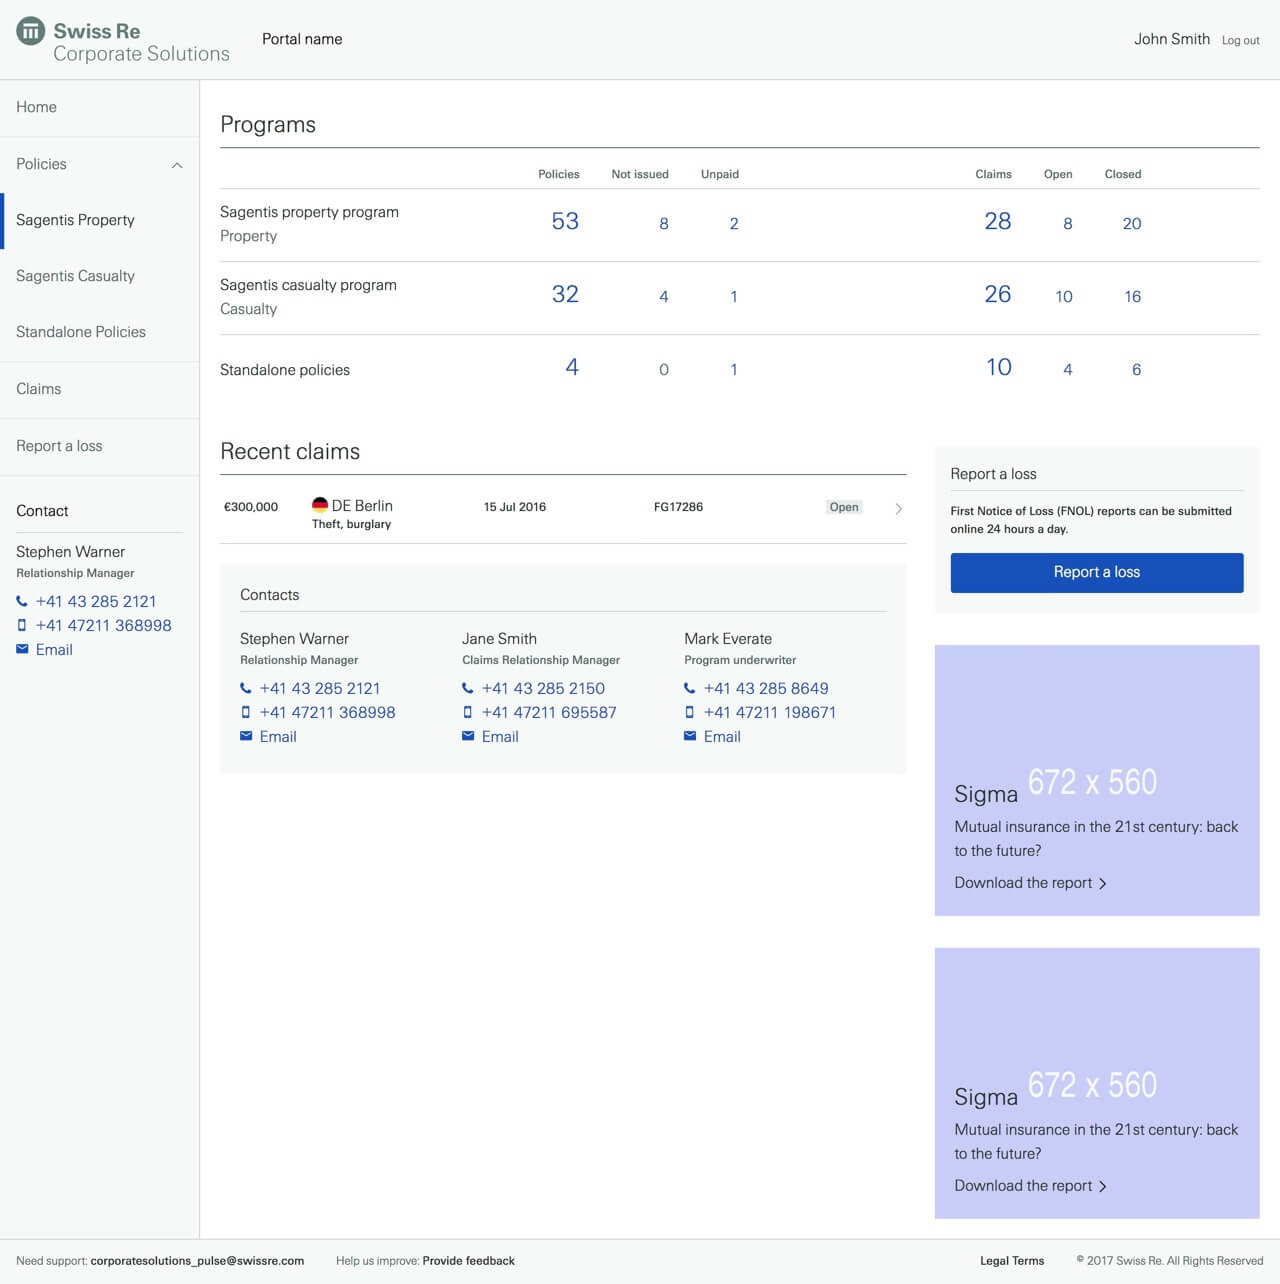 Swiss Re
Corporate Solutions
Portal name
John Smith Log out
Home
Policies
Sagentis Property
Sagentis Casualty
Standalone Policies
Claims
Report a loss
Contact
Stephen Warner
Relationship Manager
+41 43 285 2121
+41 47211 368998
Email
Programs
Policies Not issued Unpaid Claims Open Closed
Sagentis property program
Property
53 8 2 28 8 20
Sagentis casualty program
Casualty
32 4 1 26 10 16
Standalone policies 4 0 1 10 4 6
Recent claims
€300,000 DE Berlin 15 Jul 2016 FG17286 Open
Theft, burglary
Contacts
Stephen Warner
Relationship Manager
+41 43 285 2121
+41 47211 368998
Email
Jane Smith
Claims Relationship Manager
+41 43 285 2150
+41 47211 695587
Email
Mark Everate
Program underwriter
+41 43 285 8649
+41 47211 198671
Email
Report a loss
First Notice of Loss (FNOL) reports can be submitted
online 24 hours a day.
Report a loss
672 x 560
Sigma
Mutual insurance in the 21st century: back
to the future?
Download the report
672 x 560
Sigma
Mutual insurance in the 21st century: back
to the future?
Download the report
Need support: corporatesolutions_pulse@swissre.com Help us improve: Provide feedback Legal Terms © 2017 Swiss Re. All Rights Reserved